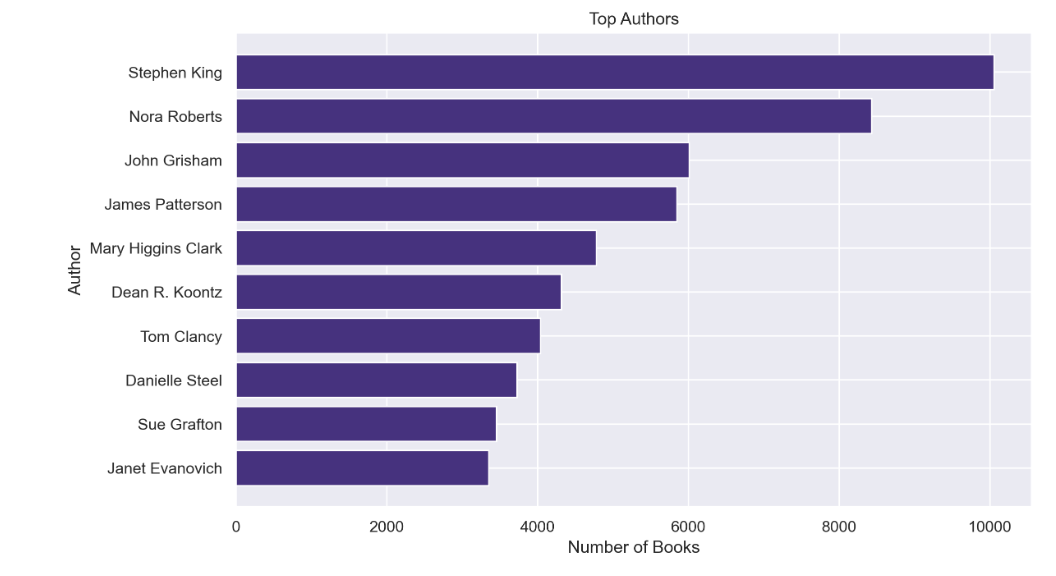 Top Authors
Author
Stephen King
Nora Roberts
John Grisham
James Patterson
Mary Higgins Clark
Dean R. Koontz
Tom Clancy
Danielle Steel
Sue Grafton
Janet Evanovich
0 2000 4000 6000 8000 10000
Number of Books